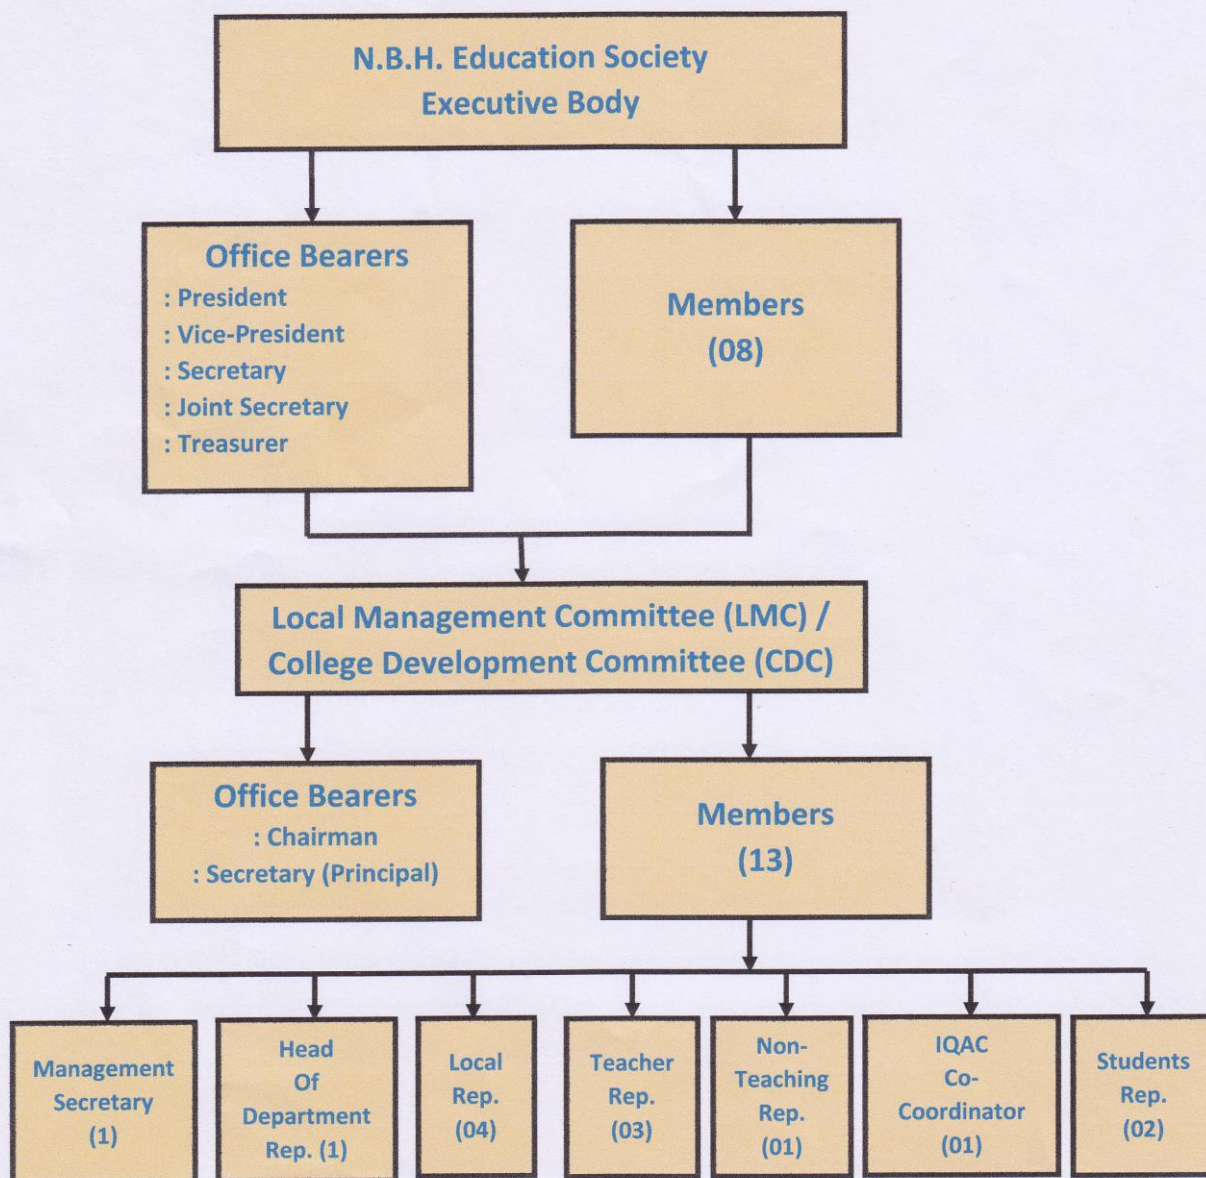 N.B.H. Education Society
Executive Body
Office Bearers
: President
: Vice-President
: Secretary
: Joint Secretary
: Treasurer
Members
(08)
Local Management Committee (LMC) /
College Development Committee (CDC)
Office Bearers
: Chairman
: Secretary (Principal)
Members
(13)
Management
Secretary
(1)
Head
Of
Department
Rep. (1)
Local
Rep.
(04)
Teacher
Rep.
(03)
Non-
Teaching
Rep.
(01)
IQAC
Co-
Coordinator
(01)
Students
Rep.
(02)